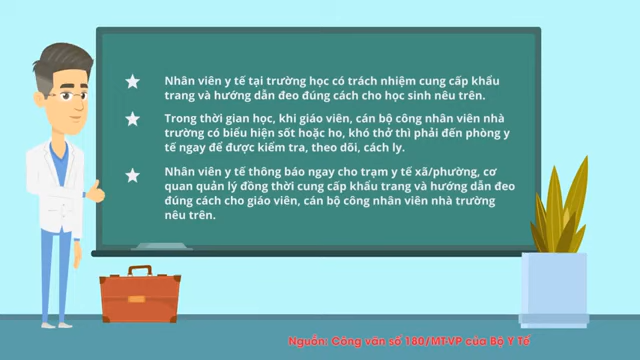 Nhân viên y tế tại trường học có trách nhiệm cung cấp khẩu
trang và hướng dẫn đeo đúng cách cho học sinh nêu trên.
Trong thời gian học, khi giáo viên, cán bộ công nhân viên nhà
trường có biểu hiện sốt hoặc ho, khó thở thì phải đến phòng y
tế ngay để được kiểm tra, theo dõi, cách ly.
Nhân viên y tế thông báo ngay cho trạm y tế xã/phường, cơ
quan quản lý đồng thời cung cấp khẩu trang và hướng dẫn đeo
đúng cách cho giáo viên, cán bộ công nhân viên nhà trường
nêu trên.
Nguồn: Công văn số 180/MT-VP của Bộ Y Tế